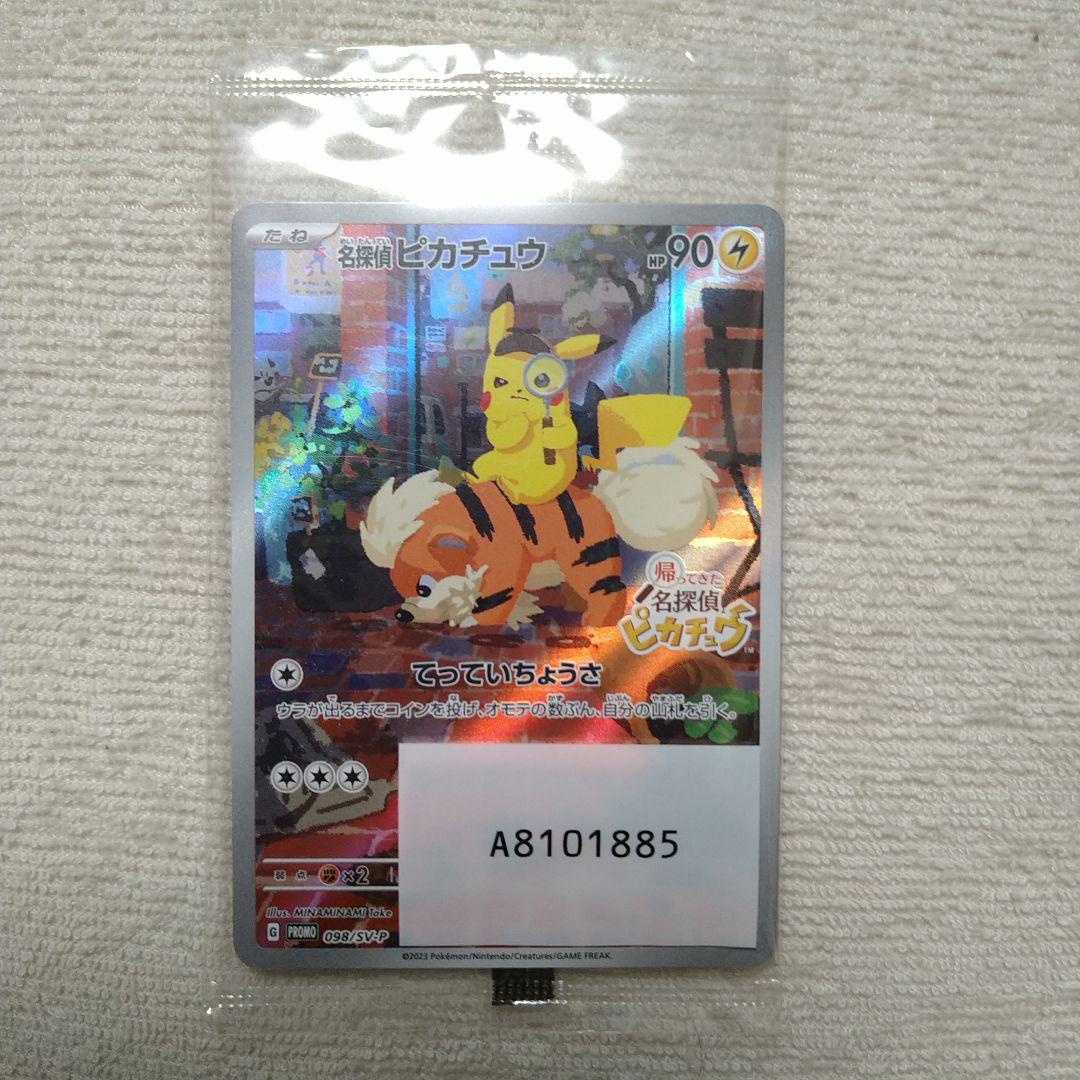 たね
名探偵ピカチュウ
めいたんてい
HP90
帰ってきた
名探偵
ピカチュウ
TM
てっていちょうさ
ウラが出るまでコインを投げ、オモテの数ぶん、自分の山札を引く。
A8101885
弱点 ×2
Illus. MINAMINAMI Take
G PROMO 098/SV-P
©2023 Pokémon/Nintendo/Creatures/GAME FREAK.